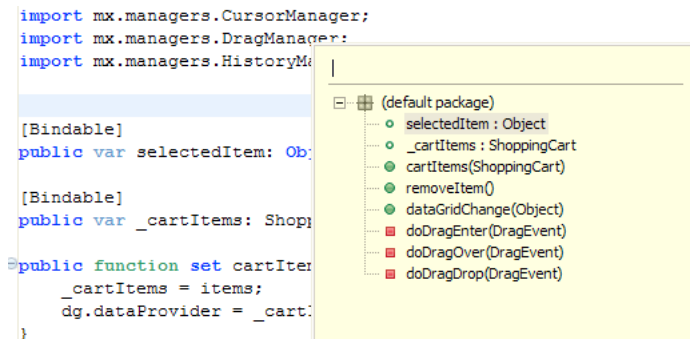 import mx.managers.CursorManager;
import mx.managers.DragManager;
import mx.managers.HistoryMa
[Bindable]
public var selectedItem: Obj
[Bindable]
public var _cartItems: Shopp
public function set cartIter
_cartItems = items;
dg.dataProvider = _cartI
}
(default package)
selectedItem : Object
_cartItems : ShoppingCart
cartItems(ShoppingCart)
removeItem()
dataGridChange(Object)
doDragEnter(DragEvent)
doDragOver(DragEvent)
doDragDrop(DragEvent)